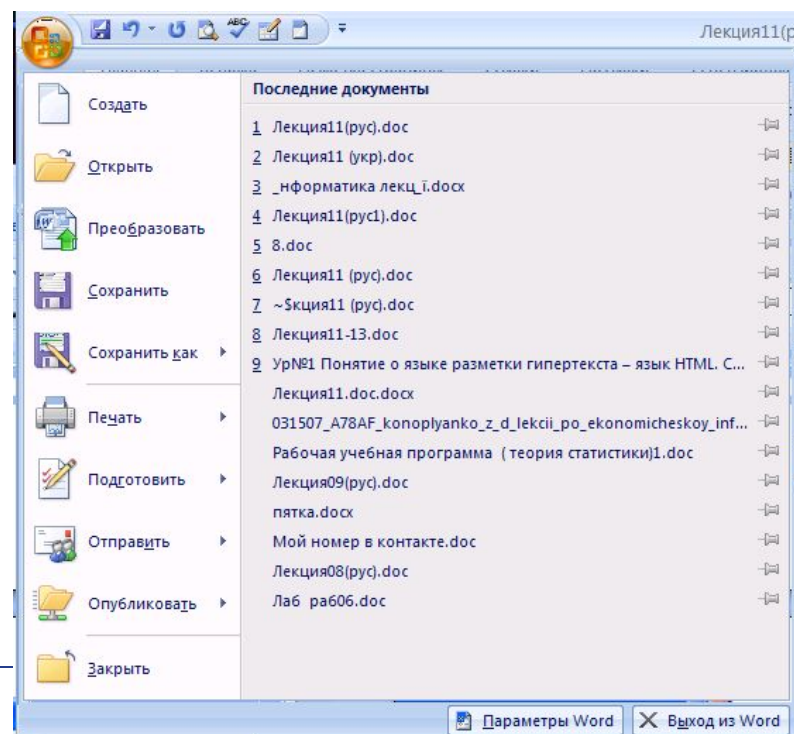 ABC
Лекция11(р
Создать
Открыть
Преобразовать
Сохранить
Сохранить как
Печать
Подготовить
Отправить
Опубликовать
Закрыть
Последние документы
1 Лекция11(рус).doc
2 Лекция11 (укр).doc
3 _нформатика лекц_ї.docx
4 Лекция11(рус1).doc
5 8.doc
6 Лекция11 (рус).doc
7 ~$кция11 (рус).doc
8 Лекция11-13.doc
9 Ур№1 Понятие о языке разметки гипертекста – язык HTML. С...
Лекция11.doc.docx
031507_A78AF_konoplyanko_z_d_lekcii_po_ekonomicheskoy_inf...
Рабочая учебная программа (теория статистики)1.doc
Лекция09(рус).doc
пятка.docx
Мой номер в контакте.doc
Лекция08(рус).doc
Лаб раб06.doc
Параметры Word
Выход из Word